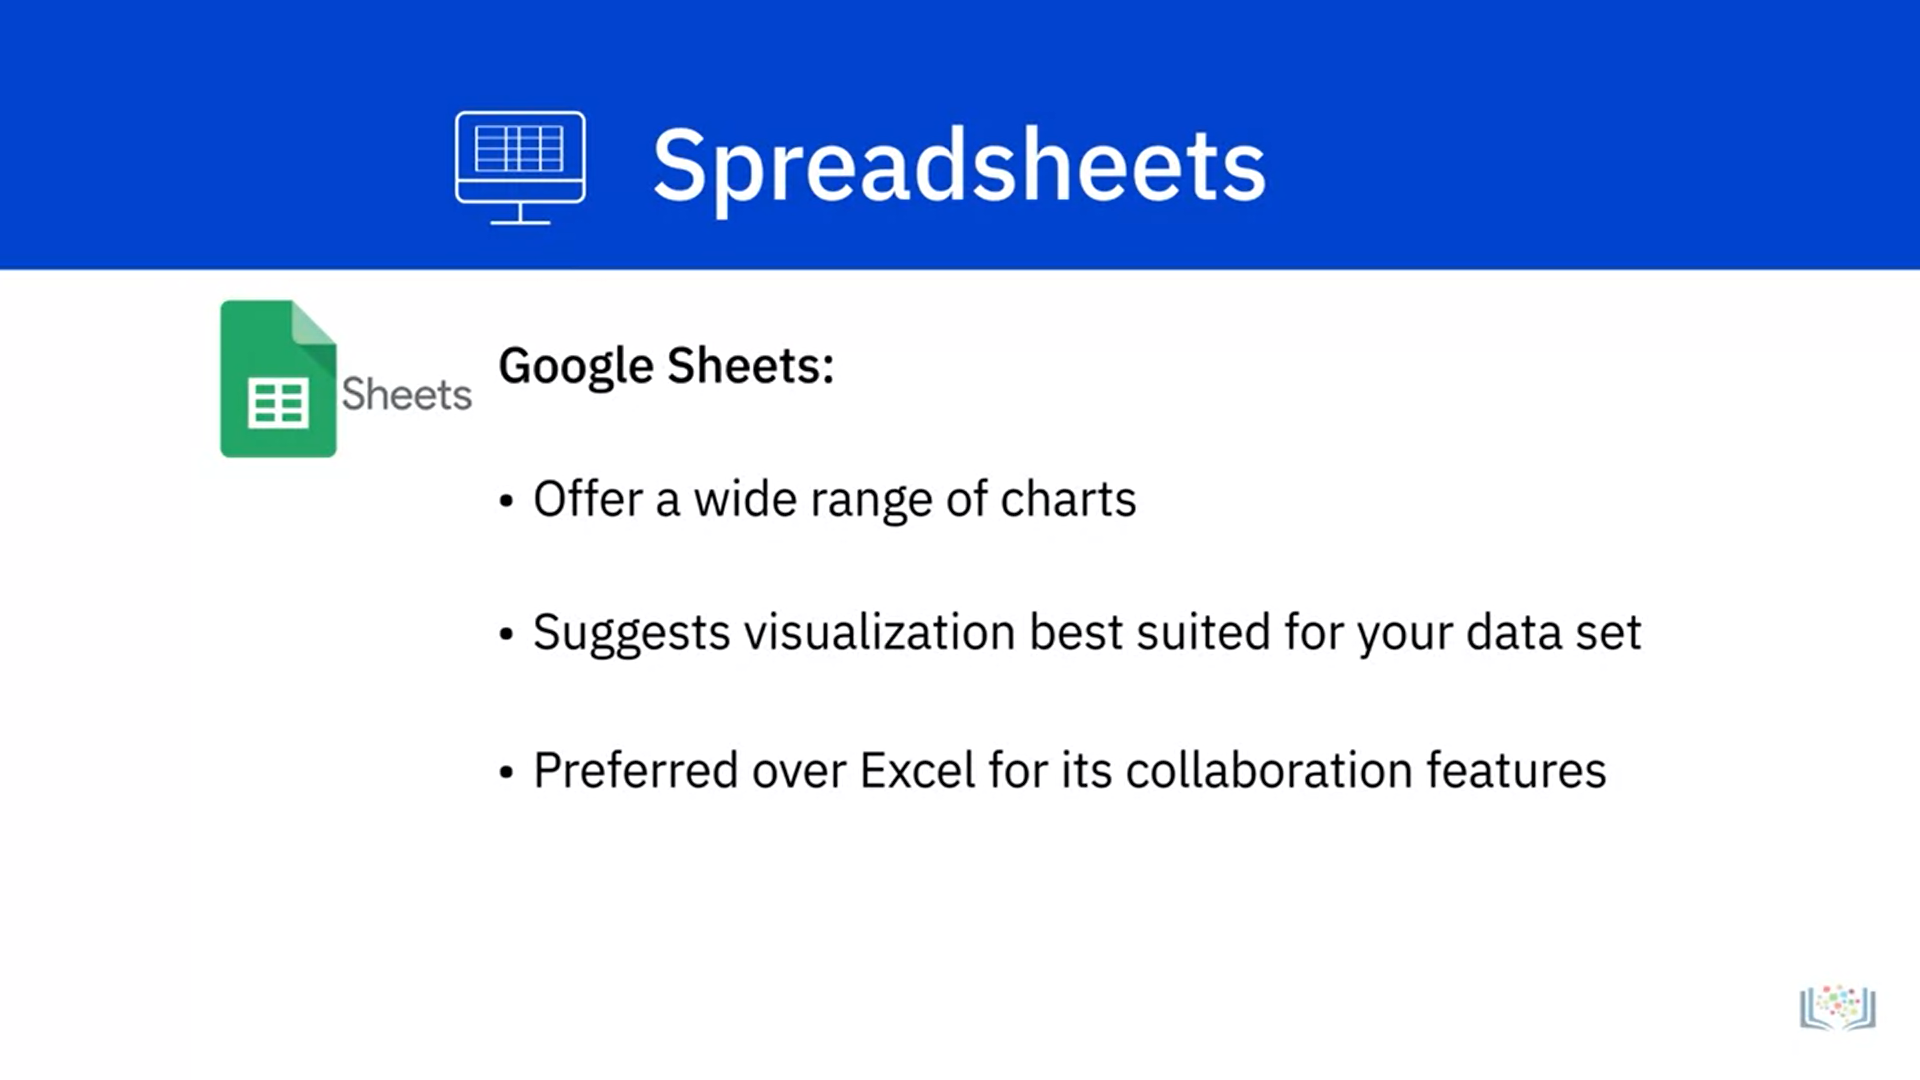 Spreadsheets
Sheets
Google Sheets:
• Offer a wide range of charts
• Suggests visualization best suited for your data set
• Preferred over Excel for its collaboration features